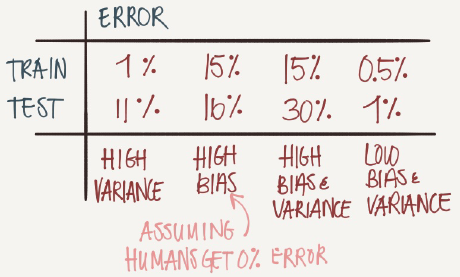 ERROR
TRAIN 1% 15% 15% 0.5%
TEST 11% 16% 30% 1%
HIGH VARIANCE
HIGH BIAS
HIGH BIAS & VARIANCE
LOW BIAS & VARIANCE
ASSUMING
HUMANS GET 0% ERROR